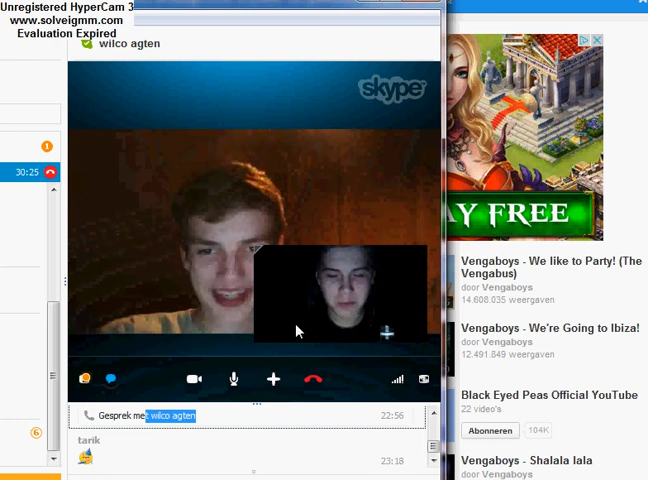 Unregistered HyperCam 3
www.solveigmm.com
Evaluation Expired
wilco agten
skype
1
30:25
AY FREE
Vengaboys - We like to Party! (The
Vengabus)
door Vengaboys
14.608.035 weergaven
Vengaboys - We're Going to Ibiza!
door Vengaboys
12.491.849 weergaven
Black Eyed Peas Official YouTube
22 video's
Abonneren 104K
Vengaboys - Shalala lala
door Vengaboys
Gesprek met wilco agten 22:56
tarik
23:18
6